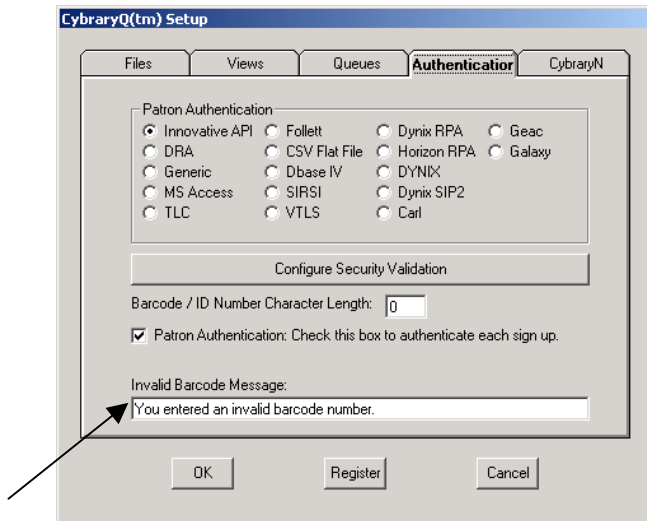 CybraryQ(tm) Setup
Files Views Queues Authentication CybraryN
Patron Authentication
Innovative API Follett Dynix RPA Geac
DRA CSV Flat File Horizon RPA Galaxy
Generic Dbase IV DYNIX
MS Access SIRSI Dynix SIP2
TLC VTLS Carl
Configure Security Validation
Barcode / ID Number Character Length: 0
Patron Authentication: Check this box to authenticate each sign up.
Invalid Barcode Message:
You entered an invalid barcode number.
OK Register Cancel